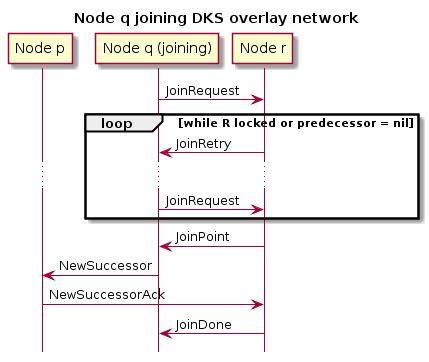 Node q joining DKS overlay network
Node p
Node q (joining)
Node r
JoinRequest
loop
[while R locked or predecessor = nil]
JoinRetry
JoinRequest
JoinPoint
NewSuccessor
NewSuccessorAck
JoinDone